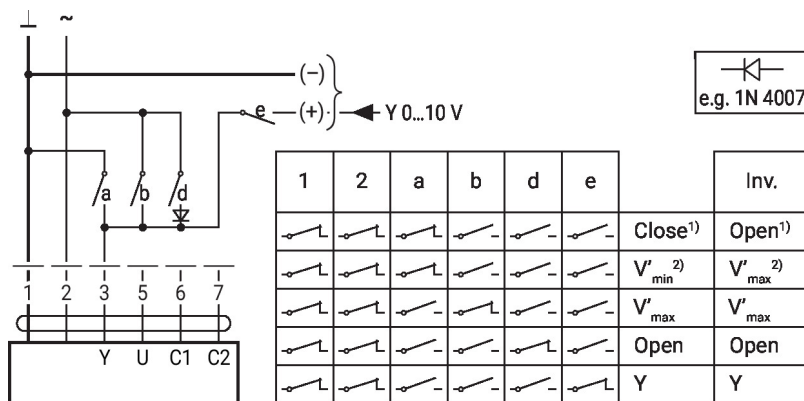 ⊥ ~
(–)
e (+) Y 0...10 V
e.g. 1N 4007
a b d
1 2 3 5 6 7
Y U C1 C2
1 2 a b d e Inv.
Close¹⁾ Open¹⁾
V'min²⁾ V'max²⁾
V'max V'max
Open Open
Y Y